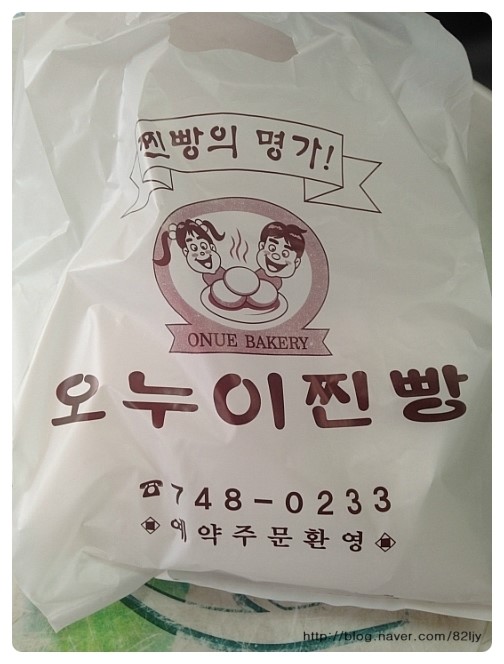 찐빵의 명가!
ONUE BAKERY
오누이찐빵
☎748-0233
예약주문환영
http://blog.naver.com/82ljy